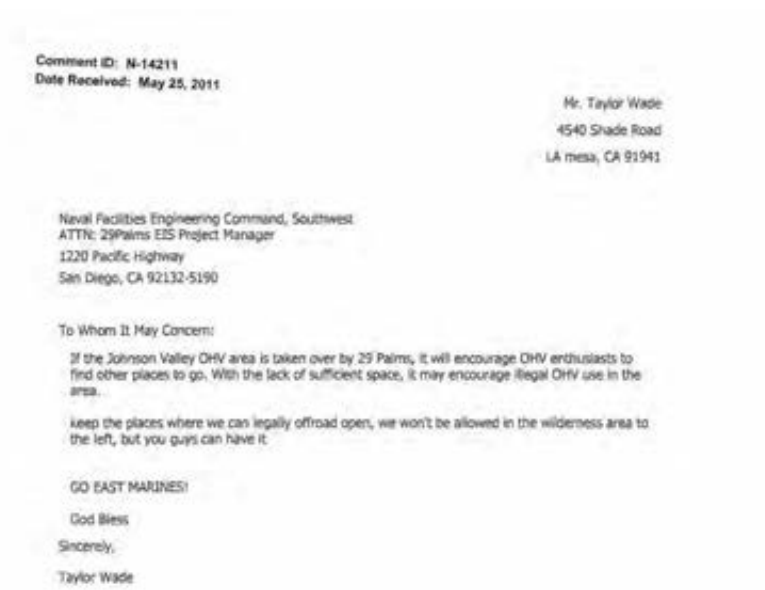 Comment ID: N-14211
Date Received: May 25, 2011
Mr. Taylor Wade
4540 Shade Road
LA mesa, CA 91941
Naval Facilities Engineering Command, Southwest
ATTN: 29Palms EIS Project Manager
1220 Pacific Highway
San Diego, CA 92132-5190
To Whom It May Concern:
If the Johnson Valley OHV area is taken over by 29 Palms, it will encourage OHV enthusiasts to
find other places to go. With the lack of sufficient space, it may encourage illegal OHV use in the
area.
keep the places where we can legally offroad open, we won't be allowed in the wilderness area to
the left, but you guys can have it
GO EAST MARINES!
God Bless
Sincerely,
Taylor Wade